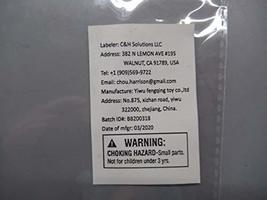 Labeler: C&H Solutions LLC
Address: 382 N LEMON AVE #195
WALNUT, CA 91789, USA
Tel: +1 (909)569-9722
Email: chou.harrison@gmail.com
Manufacture: Yiwu fengqing toy co.,ltd
Address: No.875, xizhan road, yiwu
322000, zhejiang, China.
Batch ID#: BB200318
Date of mfgr: 03/2020
WARNING:
CHOKING HAZARD-Small parts.
Not for children under 3 yrs.